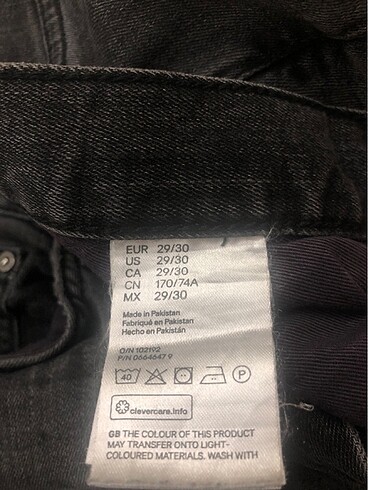 EUR 29/30
US 29/30
CA 29/30
CN 170/74A
MX 29/30
Made in Pakistan
Fabriqué en Pakistan
Hecho en Pakistán
O/N 102192
P/N 0664647 9
40 P
clevercare.info
GB THE COLOUR OF THIS PRODUCT
MAY TRANSFER ONTO LIGHT-
COLOURED MATERIALS. WASH WITH